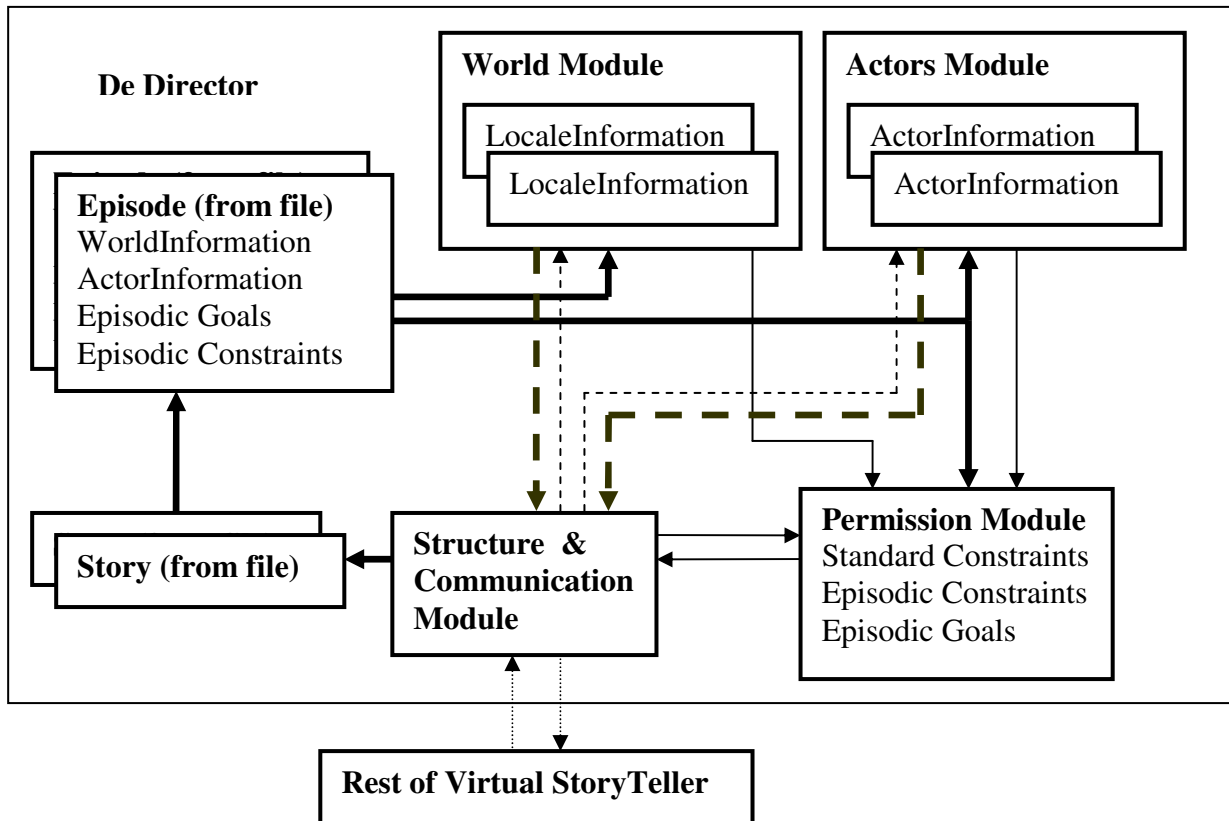 De Director
World Module
LocaleInformation
LocaleInformation
Actors Module
ActorInformation
ActorInformation
Episode (from file)
WorldInformation
ActorInformation
Episodic Goals
Episodic Constraints
Story (from file)
Structure &
Communication
Module
Permission Module
Standard Constraints
Episodic Constraints
Episodic Goals
Rest of Virtual StoryTeller